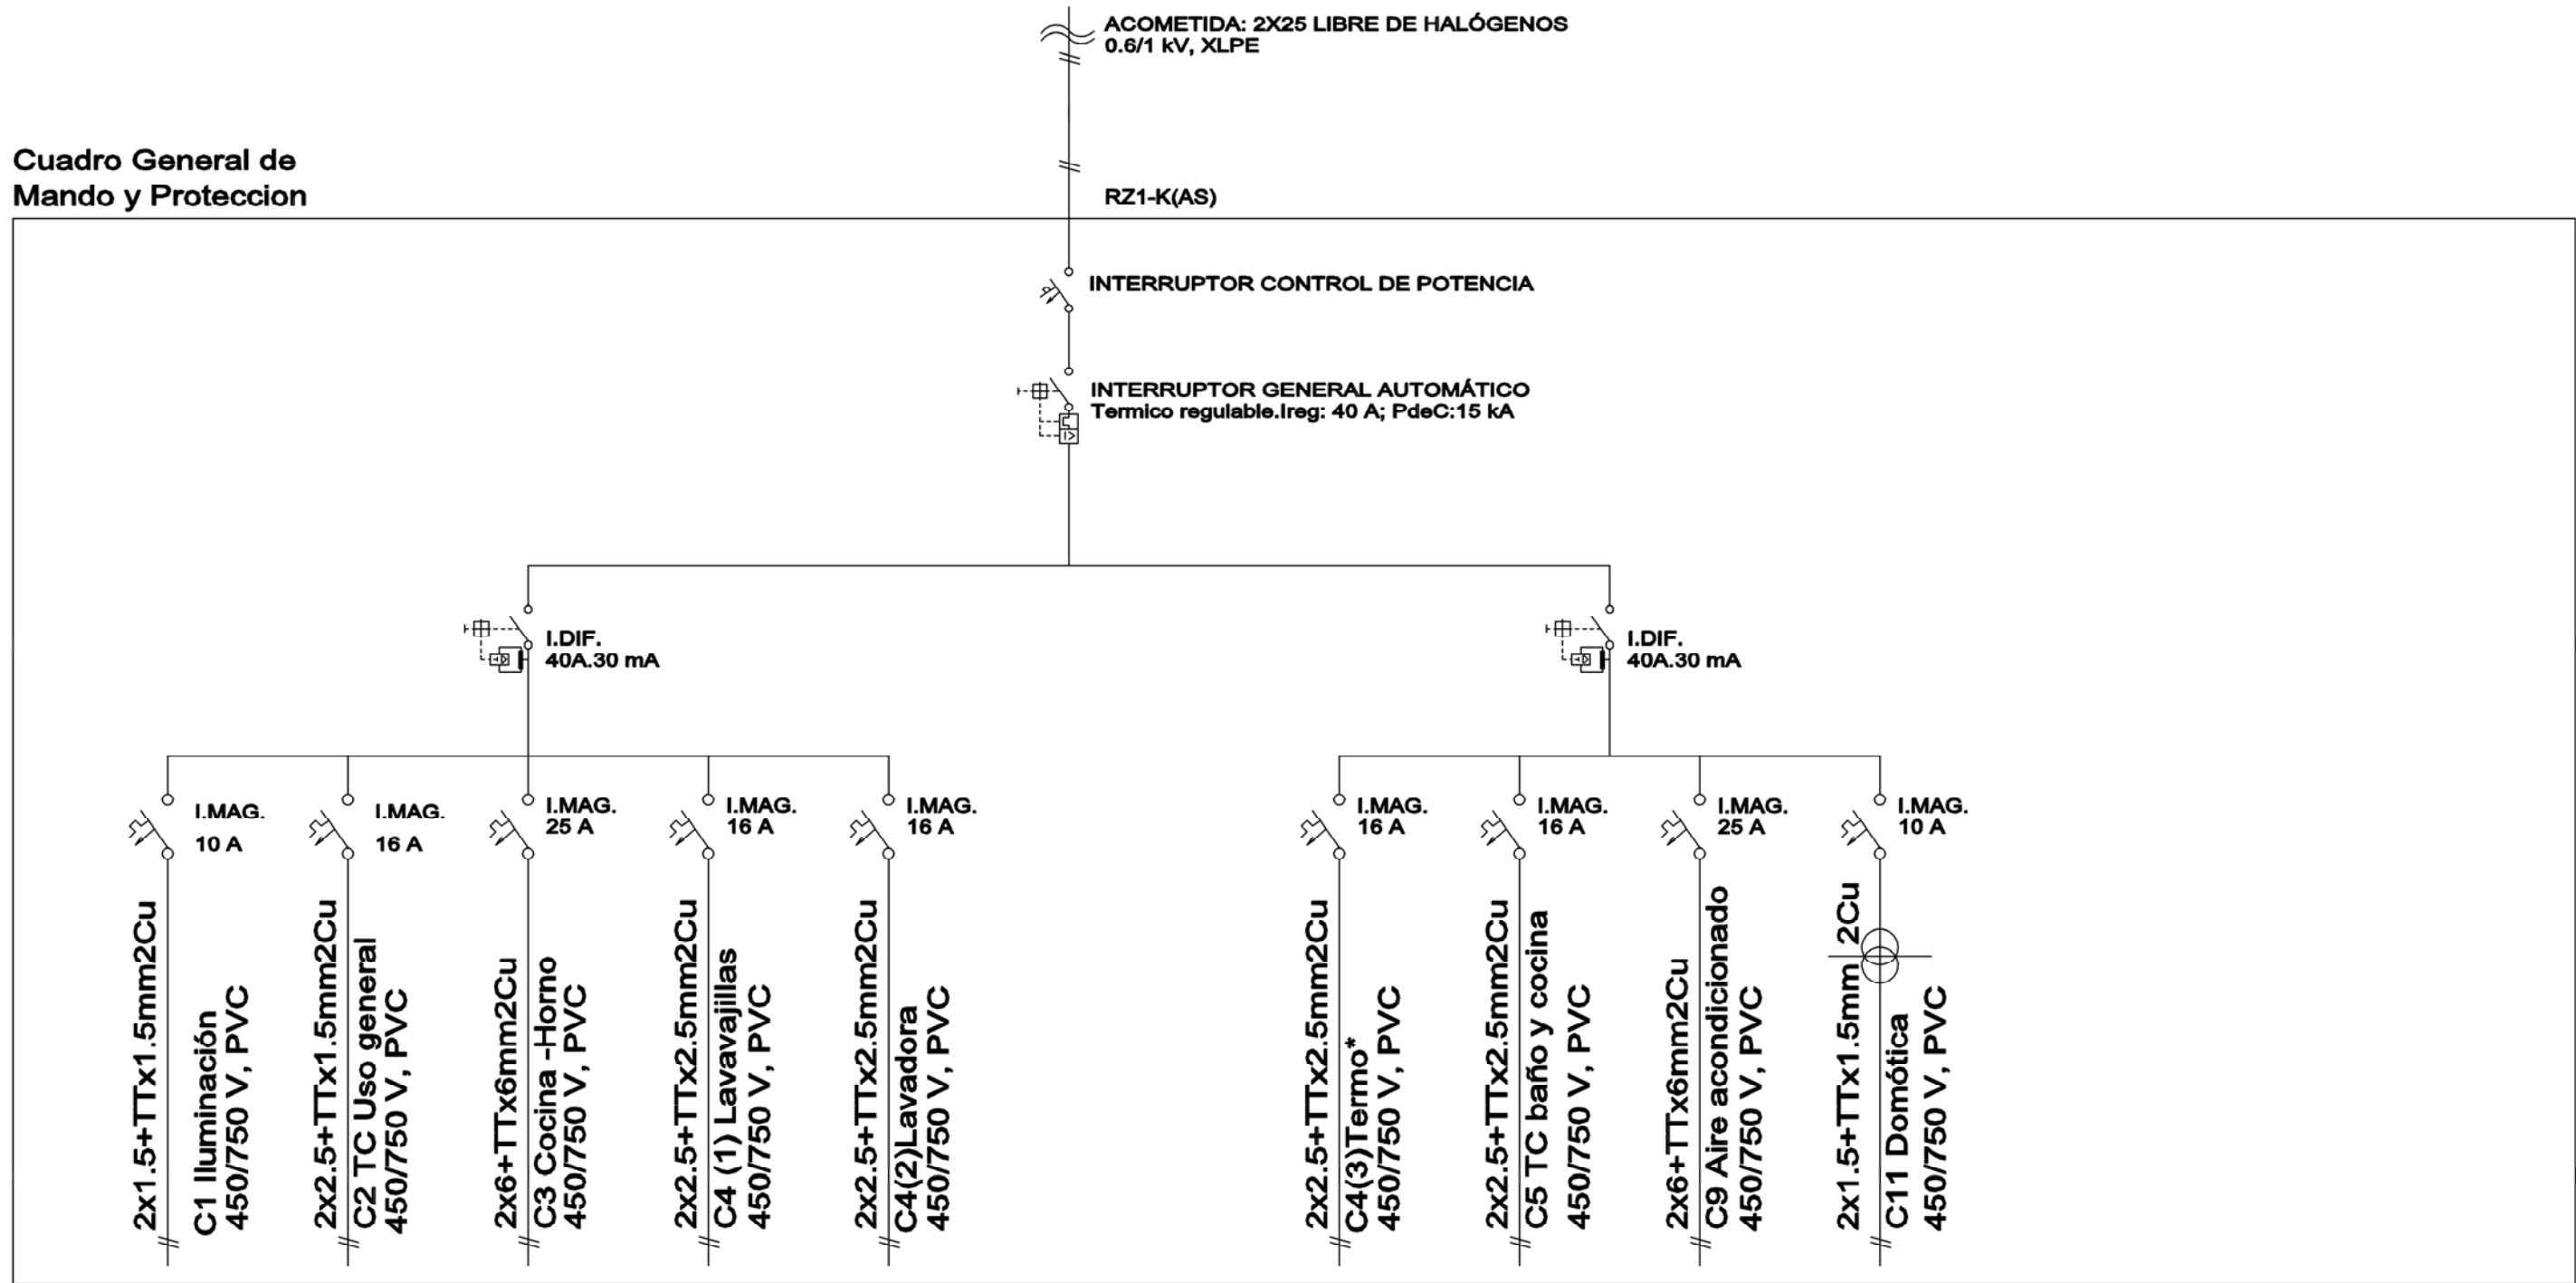 ACOMETIDA: 2X25 LIBRE DE HALÓGENOS
0.6/1 kV, XLPE
Cuadro General de
Mando y Proteccion
RZ1-K(AS)
INTERRUPTOR CONTROL DE POTENCIA
INTERRUPTOR GENERAL AUTOMÁTICO
Termico regulable.Ireg: 40 A; PdeC:15 kA
I.DIF.
40A.30 mA
I.DIF.
40A.30 mA
I.MAG.
10 A
I.MAG.
16 A
I.MAG.
25 A
I.MAG.
16 A
I.MAG.
16 A
I.MAG.
16 A
I.MAG.
16 A
I.MAG.
25 A
I.MAG.
10 A
2x1.5+TTx1.5mm2Cu
C1 Iluminación
450/750 V, PVC
2x2.5+TTx1.5mm2Cu
C2 TC Uso general
450/750 V, PVC
2x6+TTx6mm2Cu
C3 Cocina -Horno
450/750 V, PVC
2x2.5+TTx2.5mm2Cu
C4 (1) Lavavajillas
450/750 V, PVC
2x2.5+TTx2.5mm2Cu
C4(2)Lavadora
450/750 V, PVC
2x2.5+TTx2.5mm2Cu
C4(3)Termo*
450/750 V, PVC
2x2.5+TTx2.5mm2Cu
C5 TC baño y cocina
450/750 V, PVC
2x6+TTx6mm2Cu
C9 Aire acondicionado
450/750 V, PVC
2x1.5+TTx1.5mm 2Cu
C11 Domótica
450/750 V, PVC